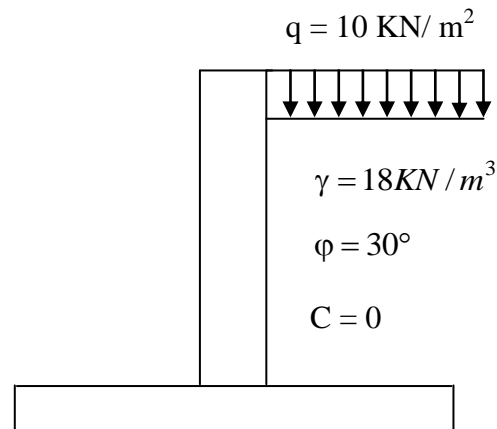 q = 10 KN/ m²
γ = 18KN / m³
φ = 30°
C = 0